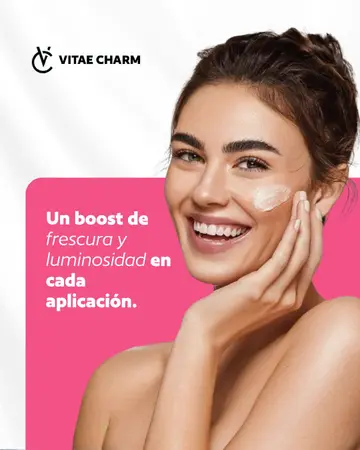 VITAE CHARM
Un boost de
frescura y
luminosidad en
cada
aplicación.